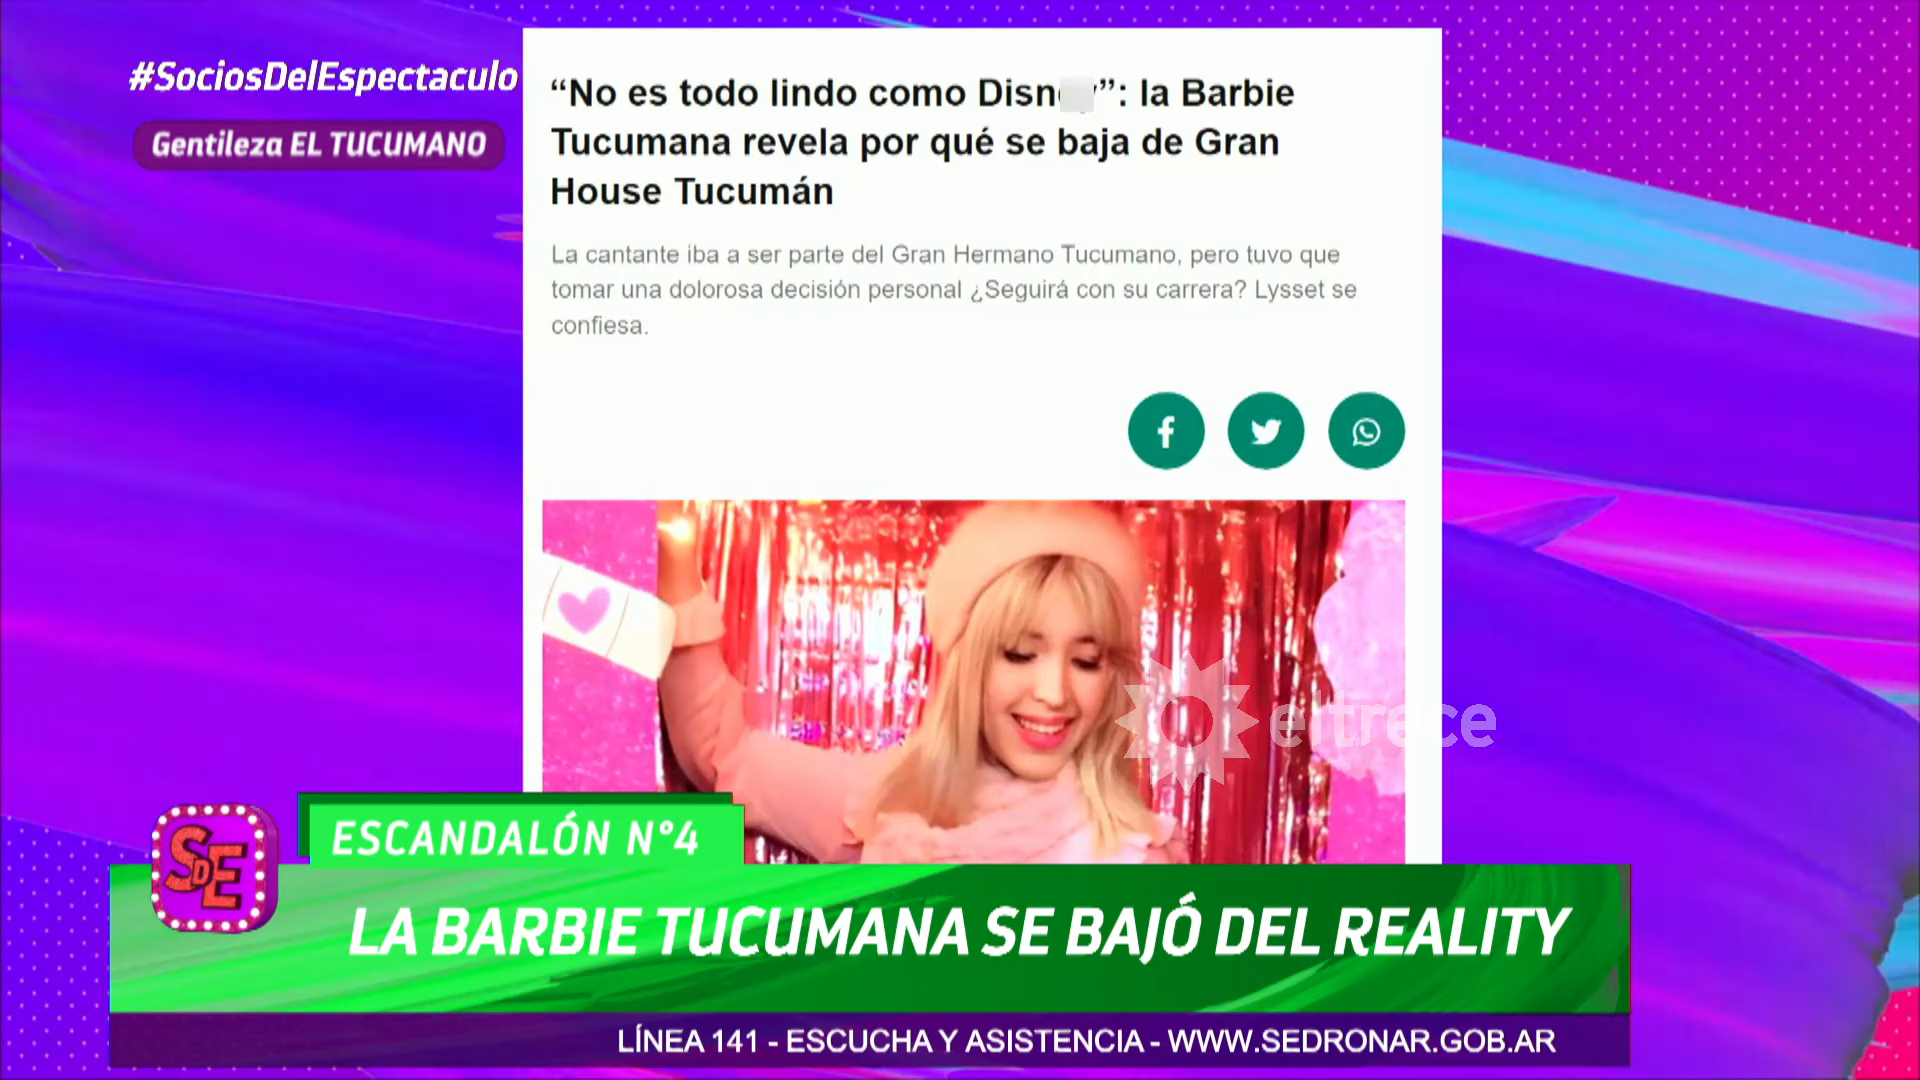 #SociosDelEspectaculo
Gentileza EL TUCUMANO
“No es todo lindo como ”: la Barbie
Tucumana revela por qué se baja de Gran
House Tucumán
La cantante iba a ser parte del Gran Hermano Tucumano, pero tuvo que
tomar una dolorosa decisión personal ¿Seguirá con su carrera? Lysset se
confiesa.
eltrece
SDE
ESCANDALÓN N°4
LA BARBIE TUCUMANA SE BAJÓ DEL REALITY
LÍNEA 141 - ESCUCHA Y ASISTENCIA - WWW.SEDRONAR.GOB.AR